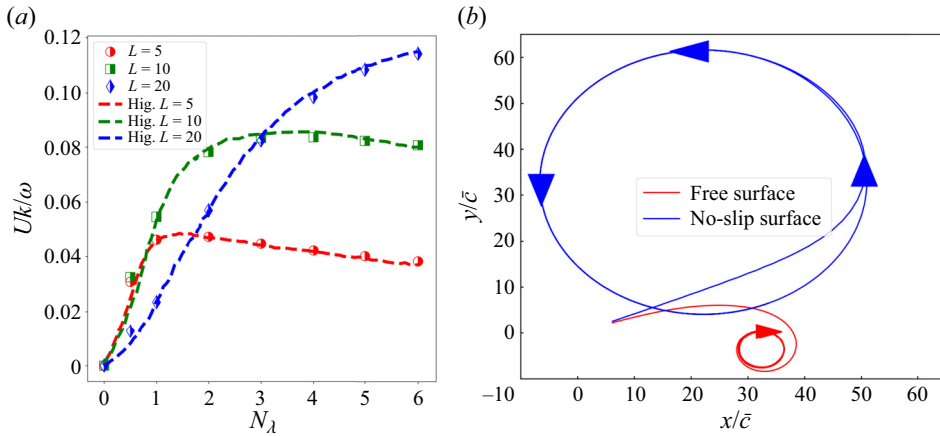 (a)
0.12
0.10
0.08
0.06
0.04
0.02
0
Uk/ω
L = 5
L = 10
L = 20
Hig. L = 5
Hig. L = 10
Hig. L = 20
0 1 2 3 4 5 6
Nλ
(b)
60
50
40
30
20
10
0
–10
y/c̄
Free surface
No-slip surface
0 10 20 30 40 50 60
x/c̄